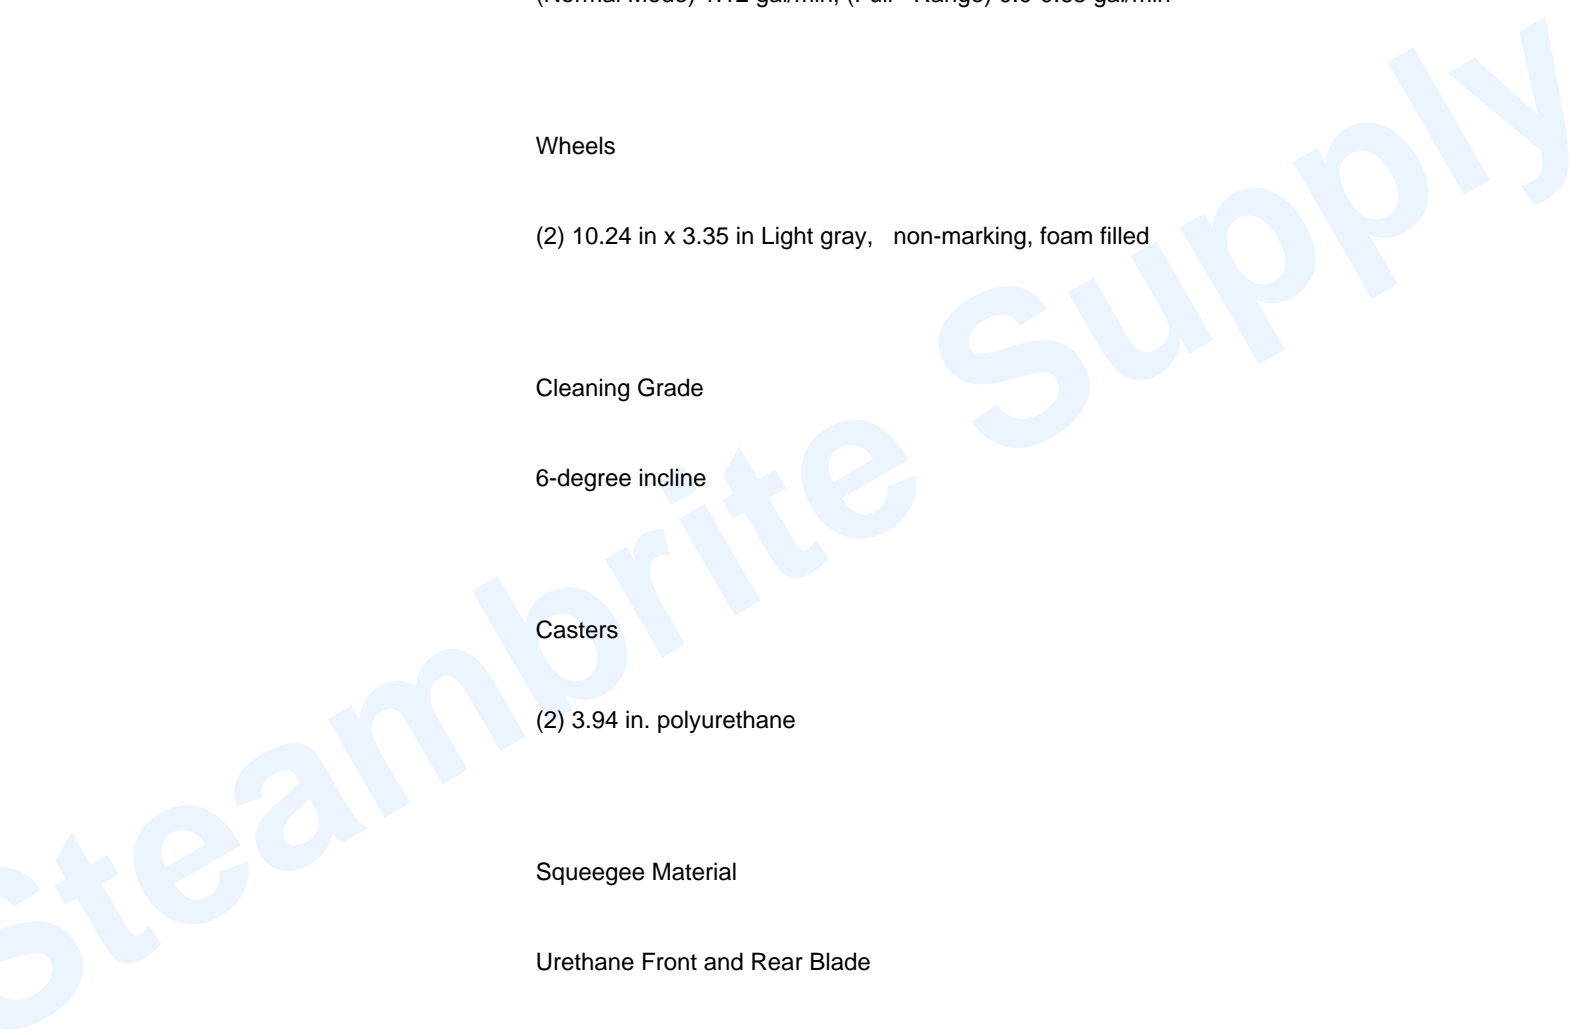 Wheels
(2) 10.24 in x 3.35 in Light gray, non-marking, foam filled
Cleaning Grade
6-degree incline
Casters
(2) 3.94 in. polyurethane
Squeegee Material
Urethane Front and Rear Blade
Steambrite Supply